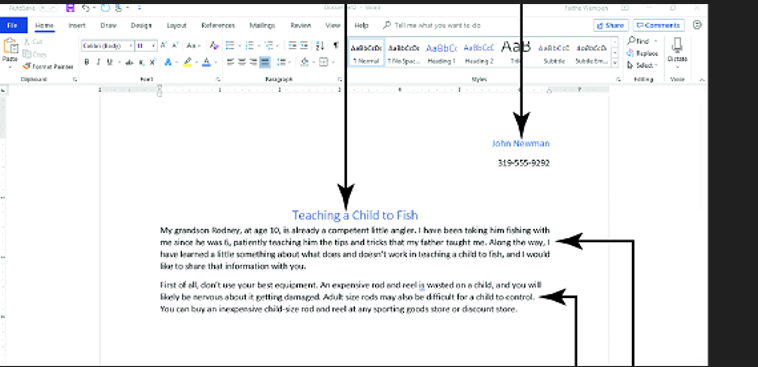 AutoSave
Word
File Home Insert Draw Design Layout References Mailings Review View Help Tell me what you want to do Share Comments
Paste Cut Copy Format Painter
Calibri (Body) 11
AaBbCcDc AaBbCcDc AaBbCc AaBbCcD AaB AaBbCcD AaBbCcDc
¶ Normal ¶ No Spac... Heading 1 Heading 2 Title Subtitle Subtle Em...
Find Replace Select Dictate
Clipboard Font Paragraph Styles Editing Voice
John Newman
319-555-9292
Teaching a Child to Fish
My grandson Rodney, at age 10, is already a competent little angler. I have been taking him fishing with
me since he was 6, patiently teaching him the tips and tricks that my father taught me. Along the way, I
have learned a little something about what does and doesn't work in teaching a child to fish, and I would
like to share that information with you.
First of all, don't use your best equipment. An expensive rod and reel is wasted on a child, and you will
likely be nervous about it getting damaged. Adult size rods may also be difficult for a child to control.
You can buy an inexpensive child-size rod and reel at any sporting goods store or discount store.